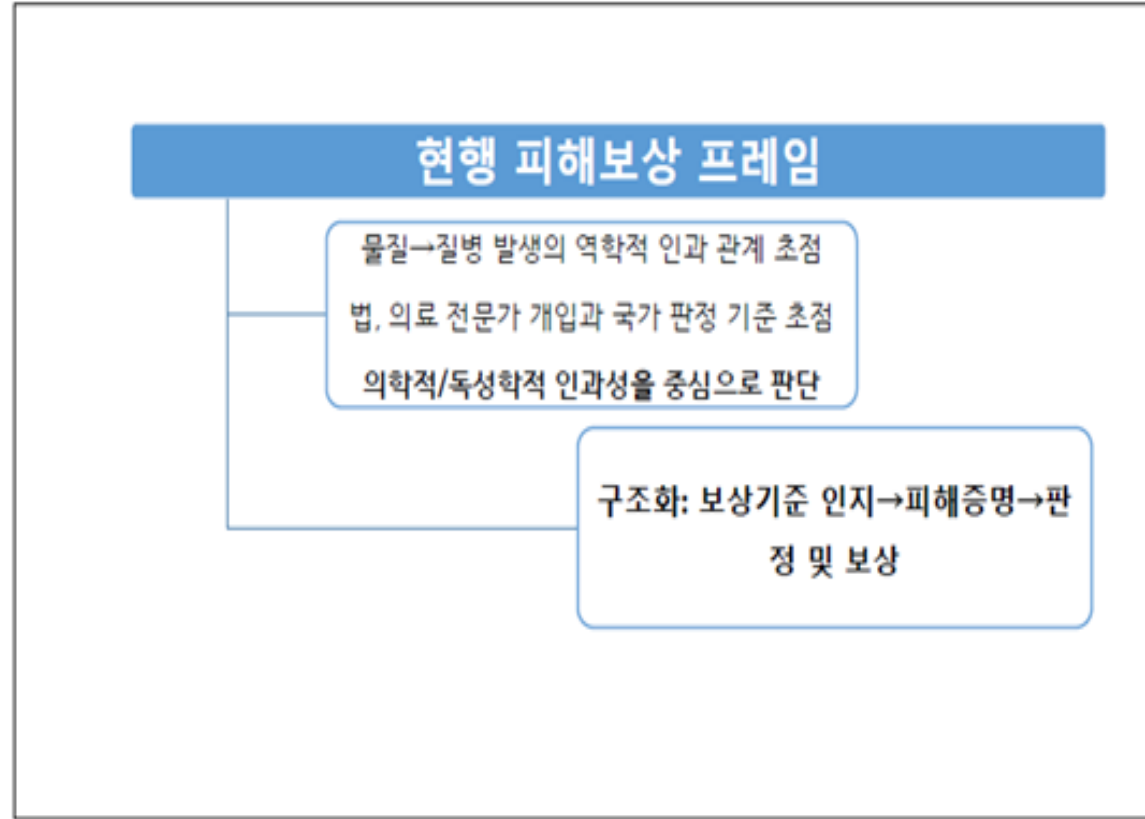 현행 피해보상 프레임
물질→질병 발생의 역학적 인과 관계 초점
법, 의료 전문가 개입과 국가 판정 기준 초점
의학적/독성학적 인과성을 중심으로 판단
구조화: 보상기준 인지→피해증명→판
정 및 보상